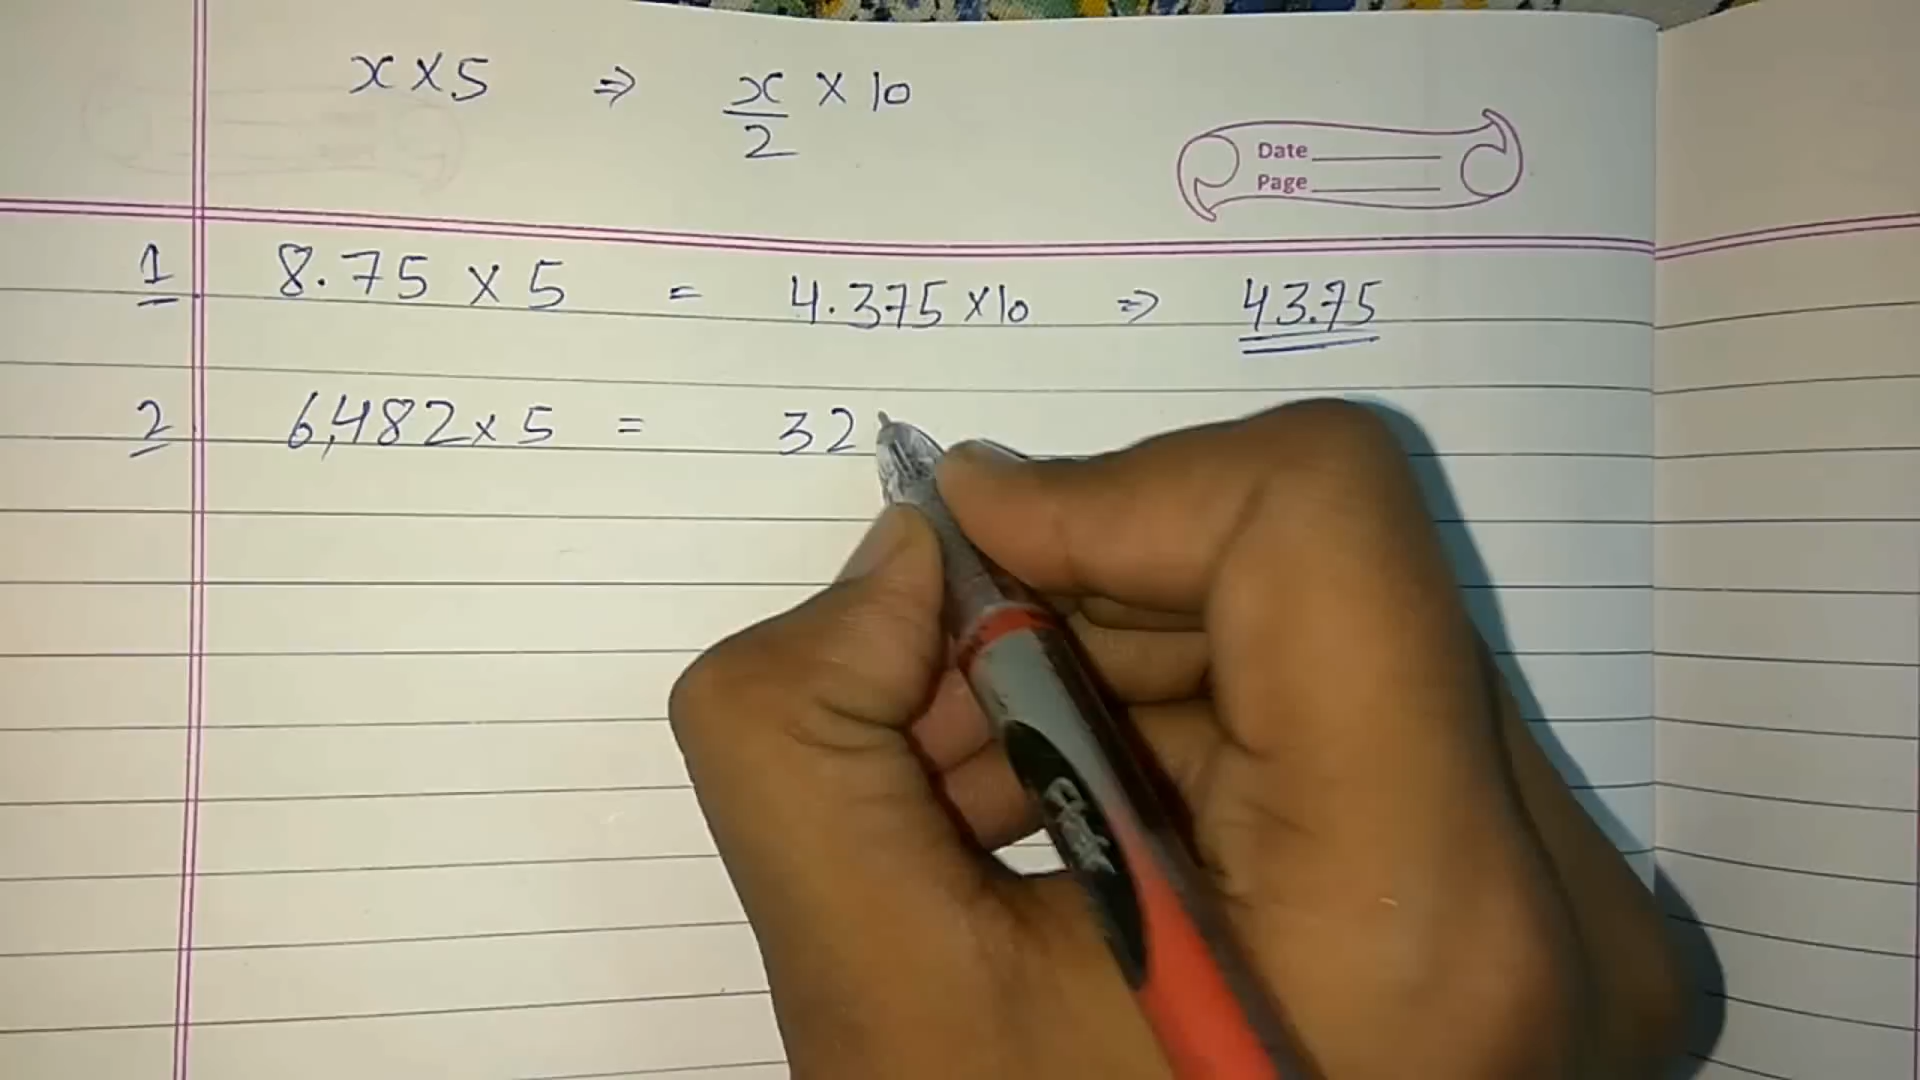 x × 5 ⇒ x/2 × 10
Date
Page
1 8.75 × 5 = 4.375 × 10 ⇒ 43.75
2 6,482 × 5 = 32